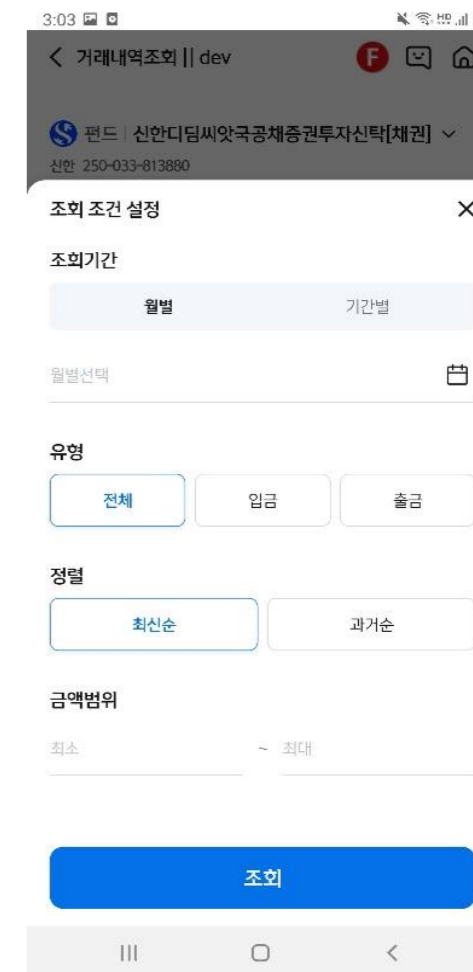 3:03
거래내역조회 || dev
F
펀드 | 신한디딤씨앗국공채증권투자신탁[채권]
신한 250-033-813880
조회 조건 설정
조회기간
월별 기간별
월별선택
유형
전체 입금 출금
정렬
최신순 과거순
금액범위
최소 ~ 최대
조회